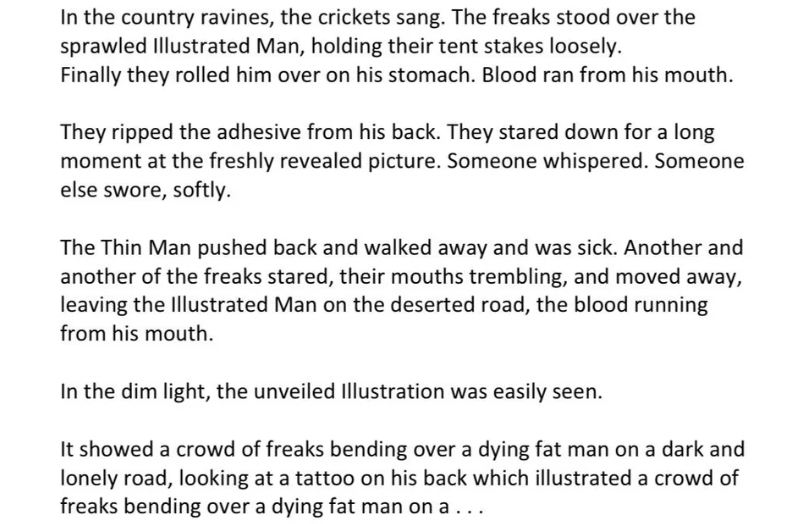 In the country ravines, the crickets sang. The freaks stood over the
sprawled Illustrated Man, holding their tent stakes loosely.
Finally they rolled him over on his stomach. Blood ran from his mouth.
They ripped the adhesive from his back. They stared down for a long
moment at the freshly revealed picture. Someone whispered. Someone
else swore, softly.
The Thin Man pushed back and walked away and was sick. Another and
another of the freaks stared, their mouths trembling, and moved away,
leaving the Illustrated Man on the deserted road, the blood running
from his mouth.
In the dim light, the unveiled Illustration was easily seen.
It showed a crowd of freaks bending over a dying fat man on a dark and
lonely road, looking at a tattoo on his back which illustrated a crowd of
freaks bending over a dying fat man on a . . .